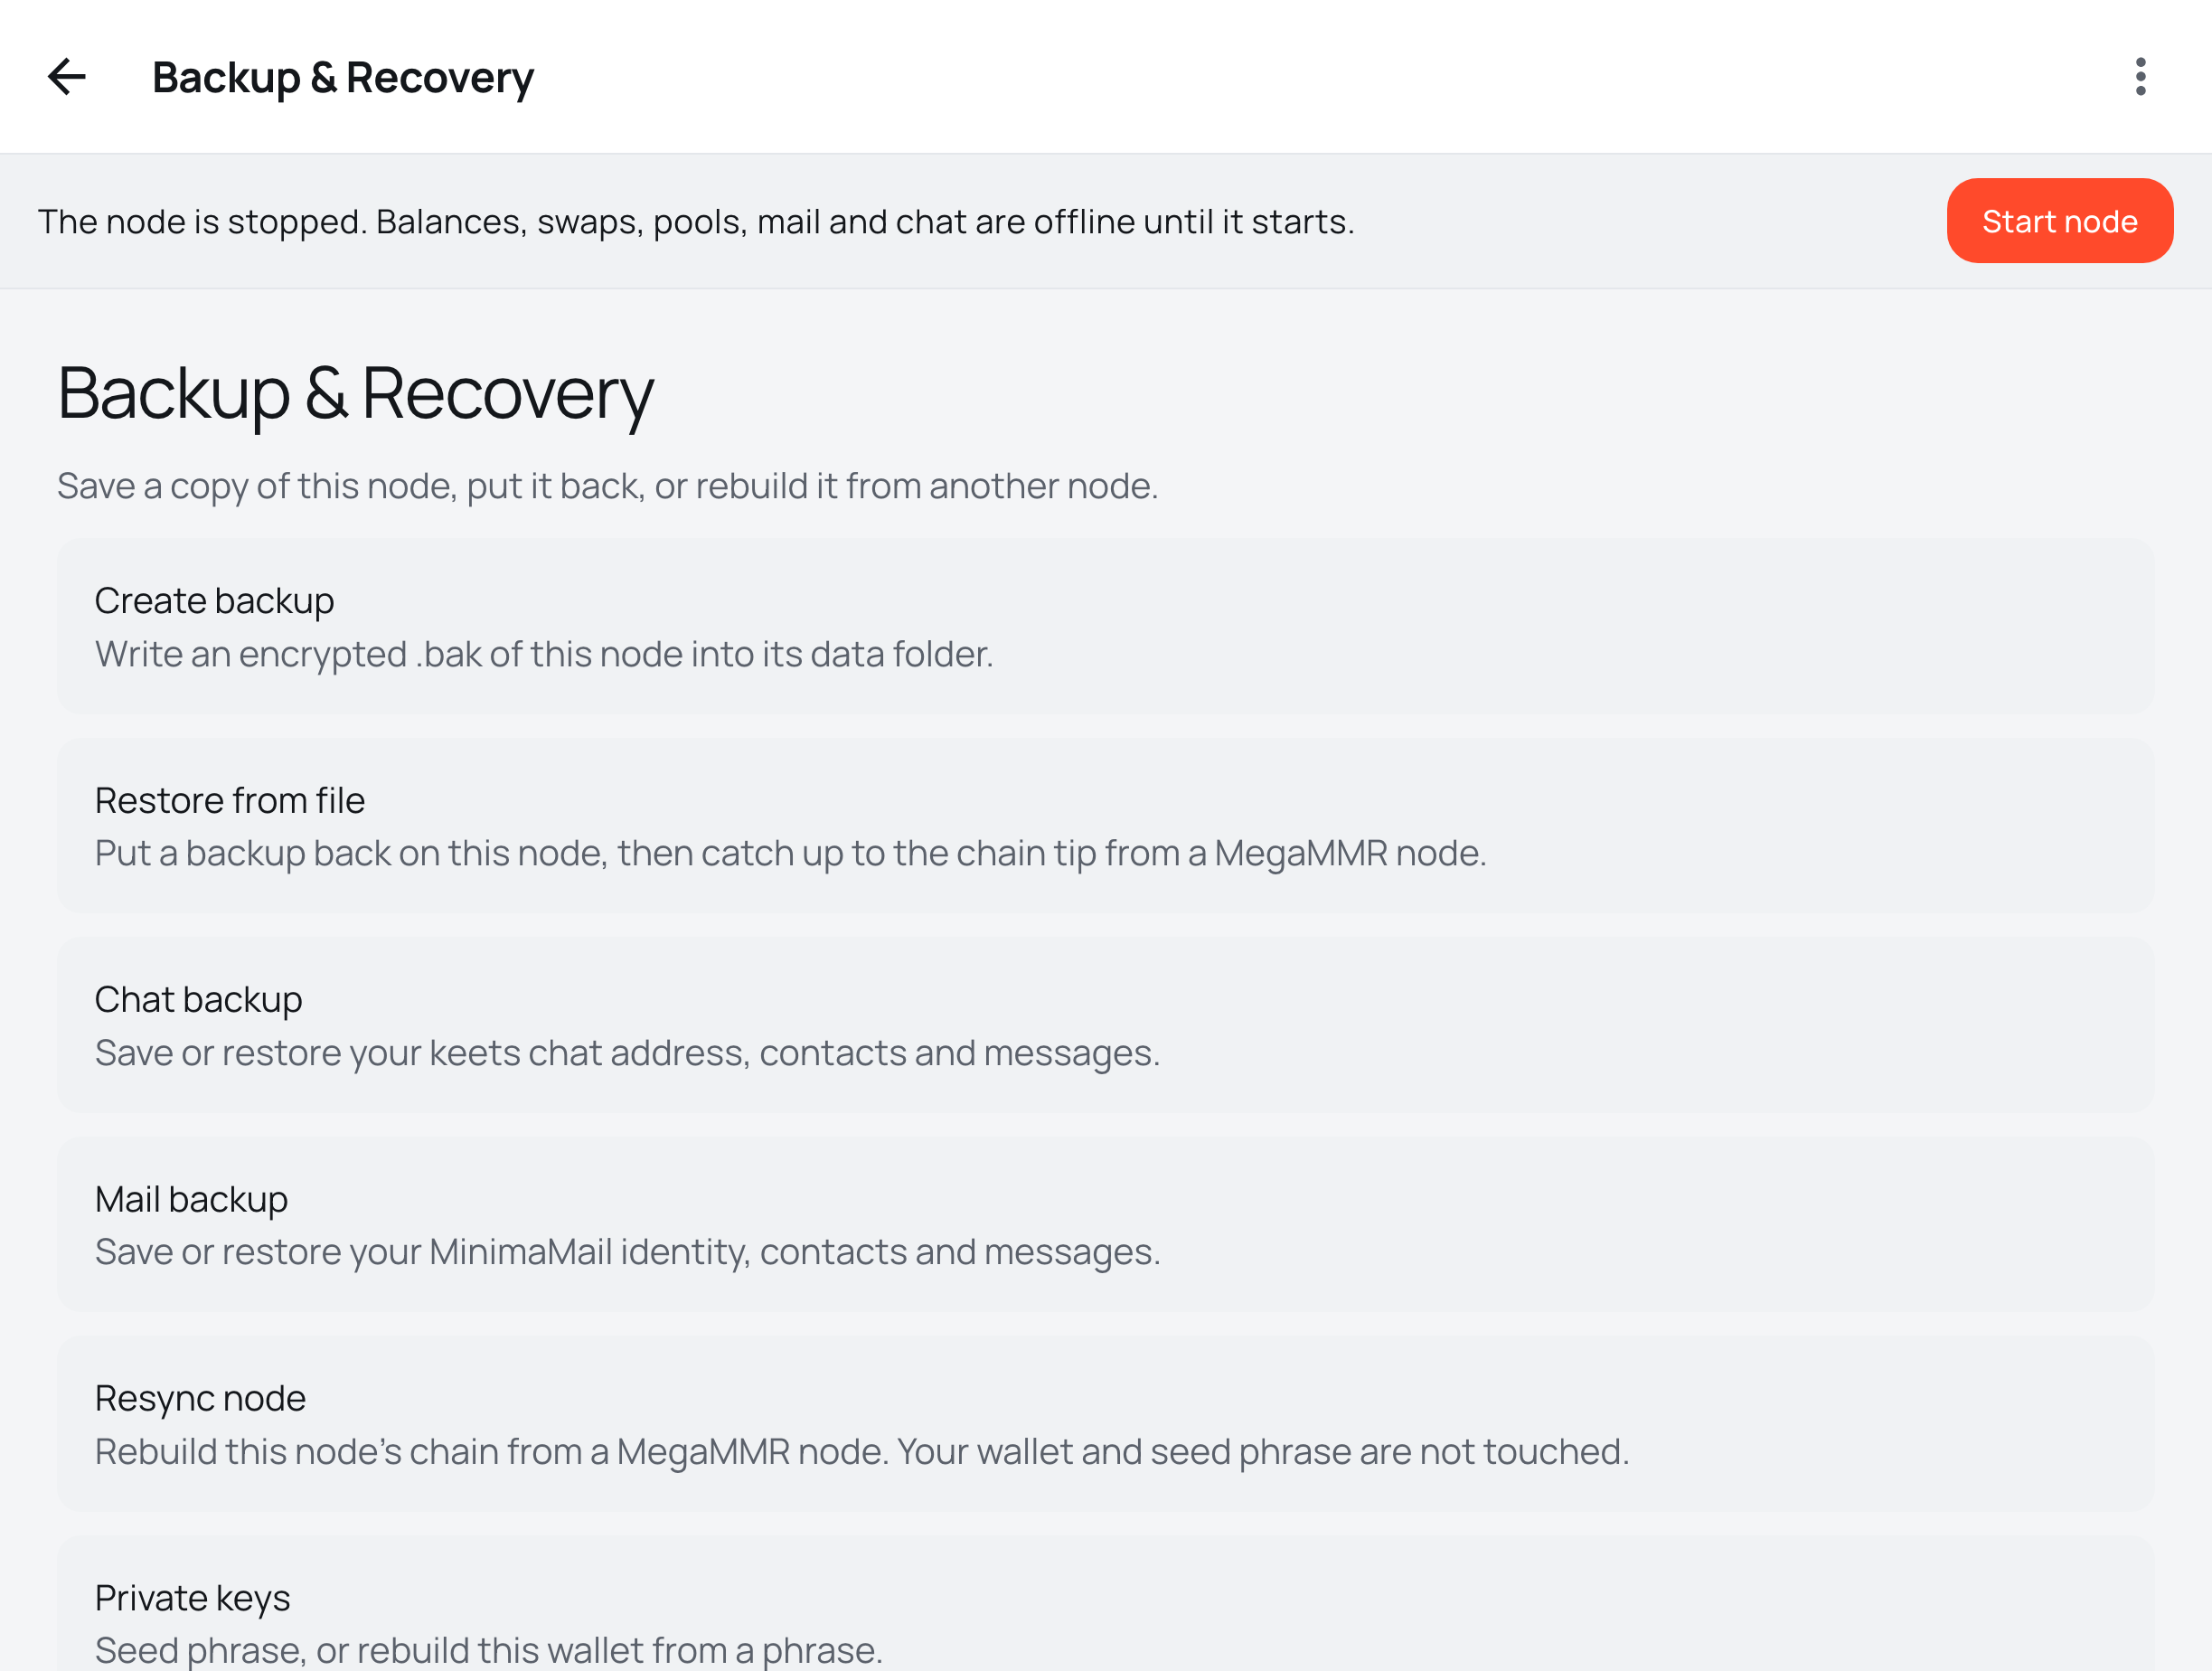 Backup & Recovery
The node is stopped. Balances, swaps, pools, mail and chat are offline until it starts.
Start node
Backup & Recovery
Save a copy of this node, put it back, or rebuild it from another node.
Create backup
Write an encrypted .bak of this node into its data folder.
Restore from file
Put a backup back on this node, then catch up to the chain tip from a MegaMMR node.
Chat backup
Save or restore your keets chat address, contacts and messages.
Mail backup
Save or restore your MinimaMail identity, contacts and messages.
Resync node
Rebuild this node’s chain from a MegaMMR node. Your wallet and seed phrase are not touched.
Private keys
Seed phrase, or rebuild this wallet from a phrase.